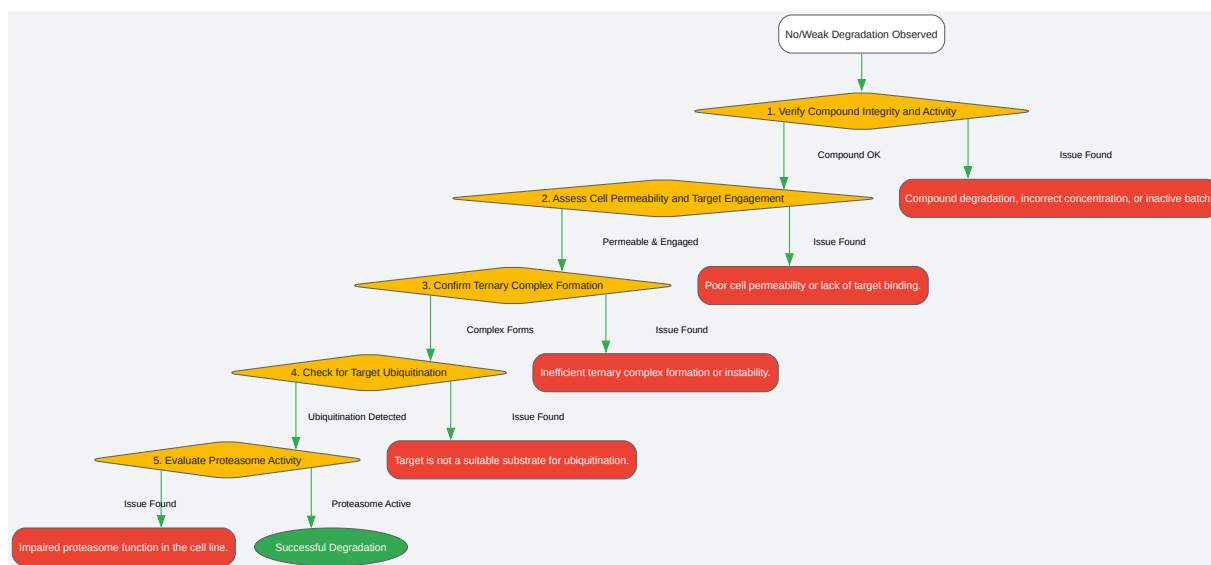 No/Weak Degradation Observed
1. Verify Compound Integrity and Activity
Compound OK
Issue Found
2. Assess Cell Permeability and Target Engagement
Compound degradation, incorrect concentration, or inactive batch
Permeable & Engaged
Issue Found
3. Confirm Ternary Complex Formation
Poor cell permeability or lack of target binding.
Complex Forms
Issue Found
4. Check for Target Ubiquitination
Inefficient ternary complex formation or instability.
Ubiquitination Detected
Issue Found
5. Evaluate Proteasome Activity
Target is not a suitable substrate for ubiquitination.
Issue Found
Proteasome Active
Impaired proteasome function in the cell line.
Successful Degradation